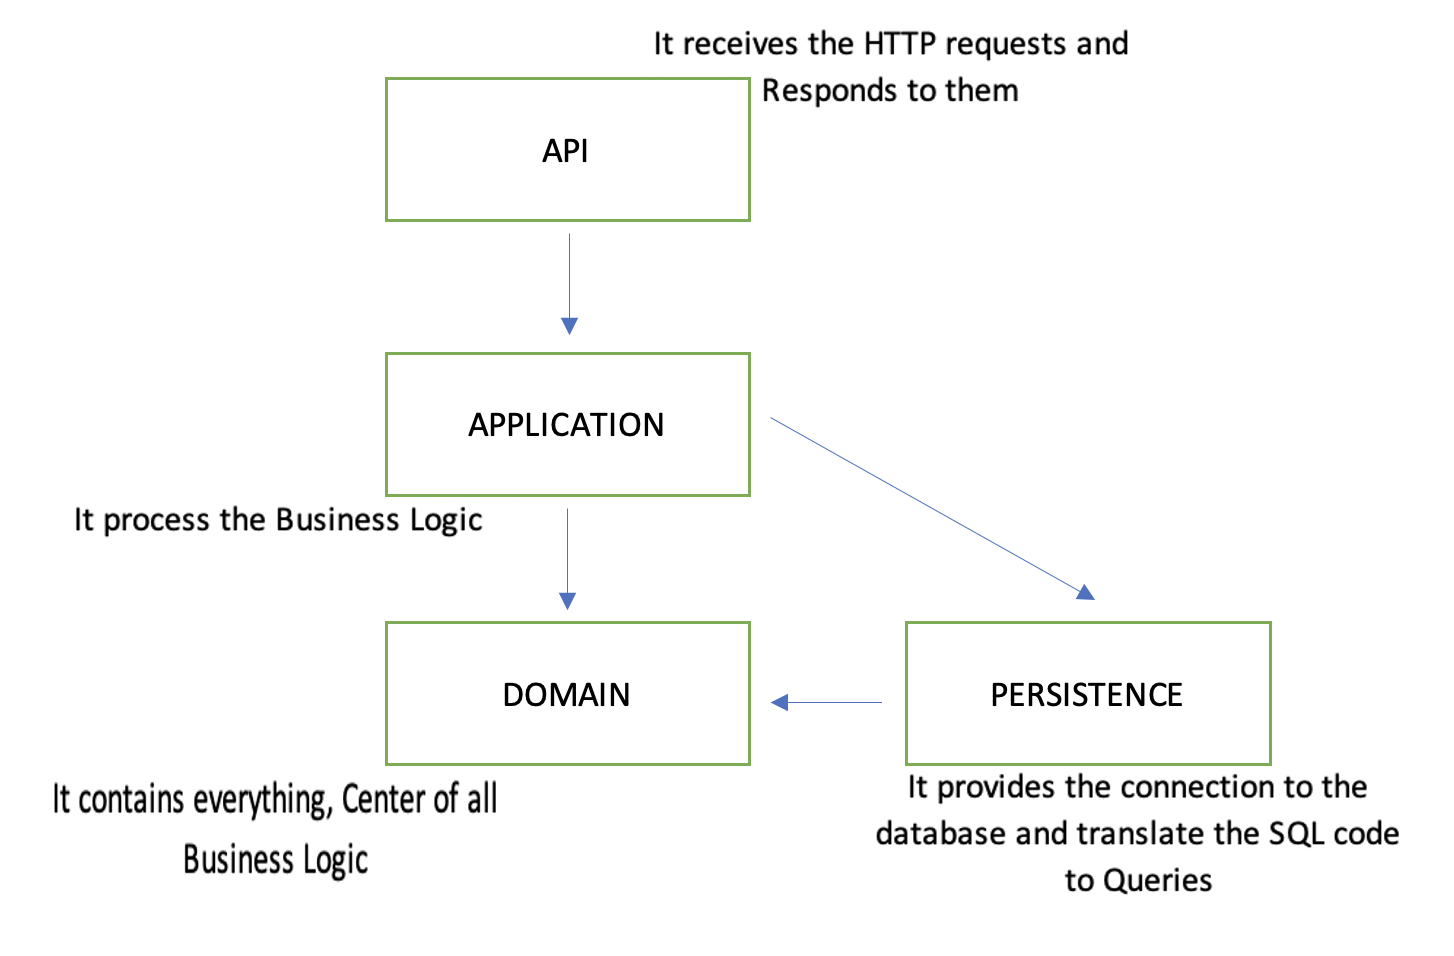 It receives the HTTP requests and
Responds to them
API
APPLICATION
It process the Business Logic
DOMAIN
PERSISTENCE
It contains everything, Center of all
Business Logic
It provides the connection to the
database and translate the SQL code
to Queries